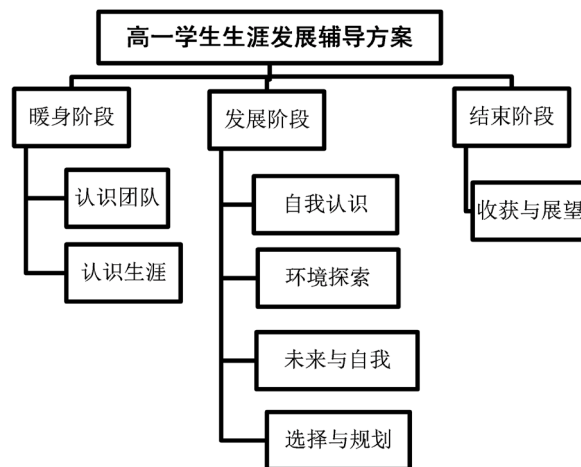 高一学生生涯发展辅导方案
暖身阶段
认识团队
认识生涯
发展阶段
自我认识
环境探索
未来与自我
选择与规划
结束阶段
收获与展望